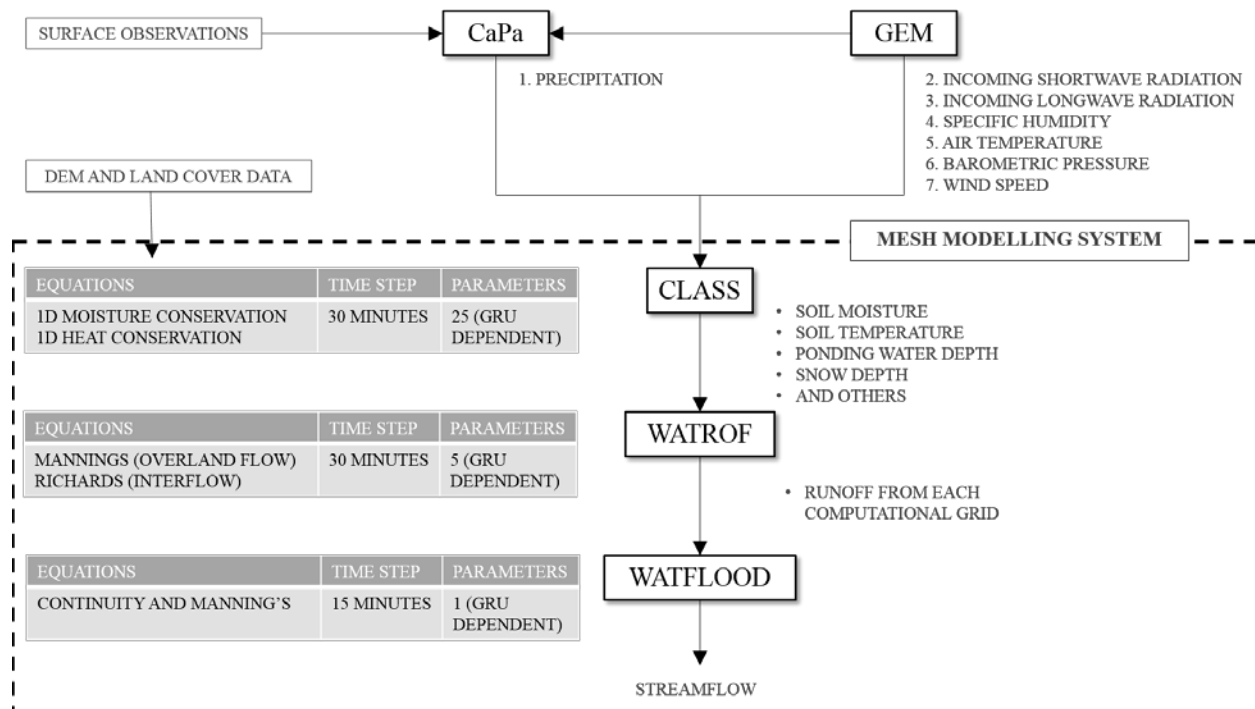 SURFACE OBSERVATIONS
CaPa
GEM
1. PRECIPITATION
2. INCOMING SHORTWAVE RADIATION
3. INCOMING LONGWAVE RADIATION
4. SPECIFIC HUMIDITY
5. AIR TEMPERATURE
6. BAROMETRIC PRESSURE
7. WIND SPEED
DEM AND LAND COVER DATA
MESH MODELLING SYSTEM
EQUATIONS TIME STEP PARAMETERS
1D MOISTURE CONSERVATION 30 MINUTES 25 (GRU
1D HEAT CONSERVATION DEPENDENT)
CLASS
• SOIL MOISTURE
• SOIL TEMPERATURE
• PONDING WATER DEPTH
• SNOW DEPTH
• AND OTHERS
EQUATIONS TIME STEP PARAMETERS
MANNINGS (OVERLAND FLOW) 30 MINUTES 5 (GRU
RICHARDS (INTERFLOW) DEPENDENT)
WATROF
• RUNOFF FROM EACH
COMPUTATIONAL GRID
EQUATIONS TIME STEP PARAMETERS
CONTINUITY AND MANNING'S 15 MINUTES 1 (GRU
DEPENDENT)
WATFLOOD
STREAMFLOW